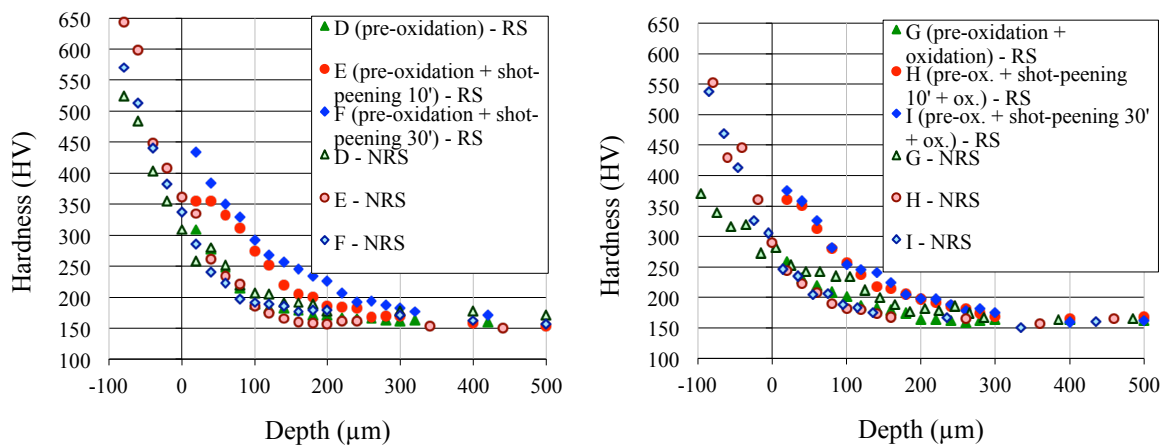 650
600
550
500
450
400
350
300
250
200
150
100
Hardness (HV)
-100 0 100 200 300 400 500
Depth (µm)
D (pre-oxidation) - RS
E (pre-oxidation + shot-
peening 10') - RS
F (pre-oxidation + shot-
peening 30') - RS
D - NRS
E - NRS
F - NRS
650
600
550
500
450
400
350
300
250
200
150
100
Hardness (HV)
-100 0 100 200 300 400 500
Depth (µm)
G (pre-oxidation +
oxidation) - RS
H (pre-ox. + shot-peening
10' + ox.) - RS
I (pre-ox. + shot-peening 30'
+ ox.) - RS
G - NRS
H - NRS
I - NRS